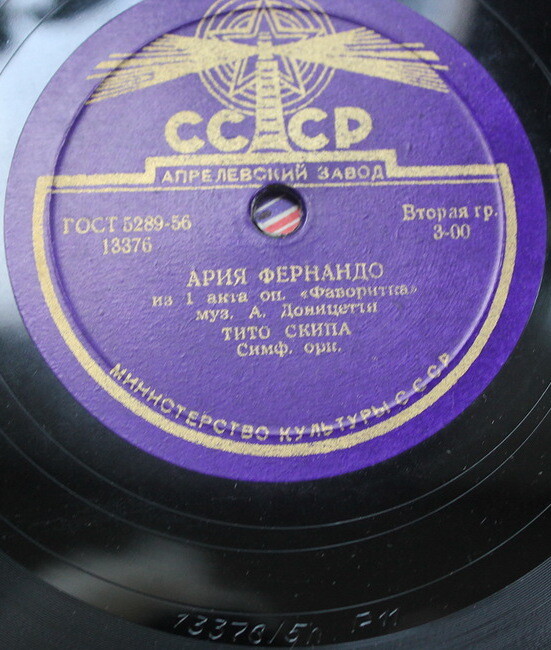 СССР
АПРЕЛЕВСКИЙ ЗАВОД
ГОСТ 5289-56
13376
Вторая гр.
3-00
АРИЯ ФЕРНАНДО
из 1 акта оп. «Фаворитка»
муз. А. Доницетти
ТИТО СКИПА
Симф. орк.
МИНИСТЕРСТВО КУЛЬТУРЫ СССР
13376/5